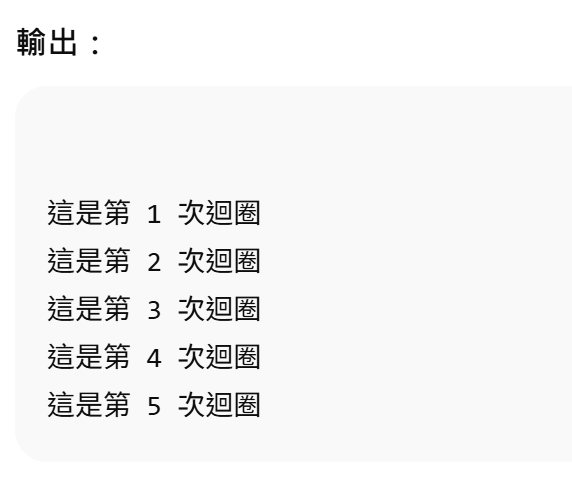 輸出：
這是第 1 次迴圈
這是第 2 次迴圈
這是第 3 次迴圈
這是第 4 次迴圈
這是第 5 次迴圈